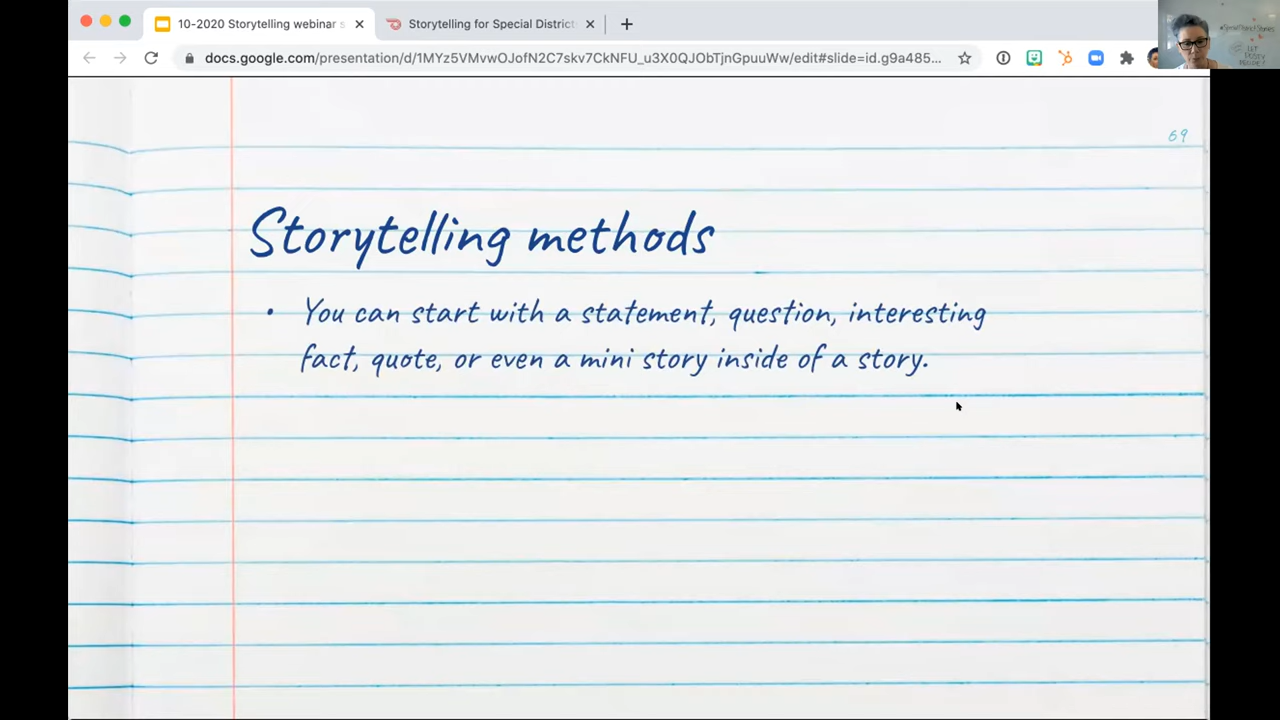 10-2020 Storytelling webinar s
Storytelling for Special District
docs.google.com/presentation/d/1MYz5VMvwOJofN2C7skv7CkNFU_u3X0QJObTjnGpuuWw/edit#slide=id.g9a485...
69
Storytelling methods
• You can start with a statement, question, interesting
fact, quote, or even a mini story inside of a story.